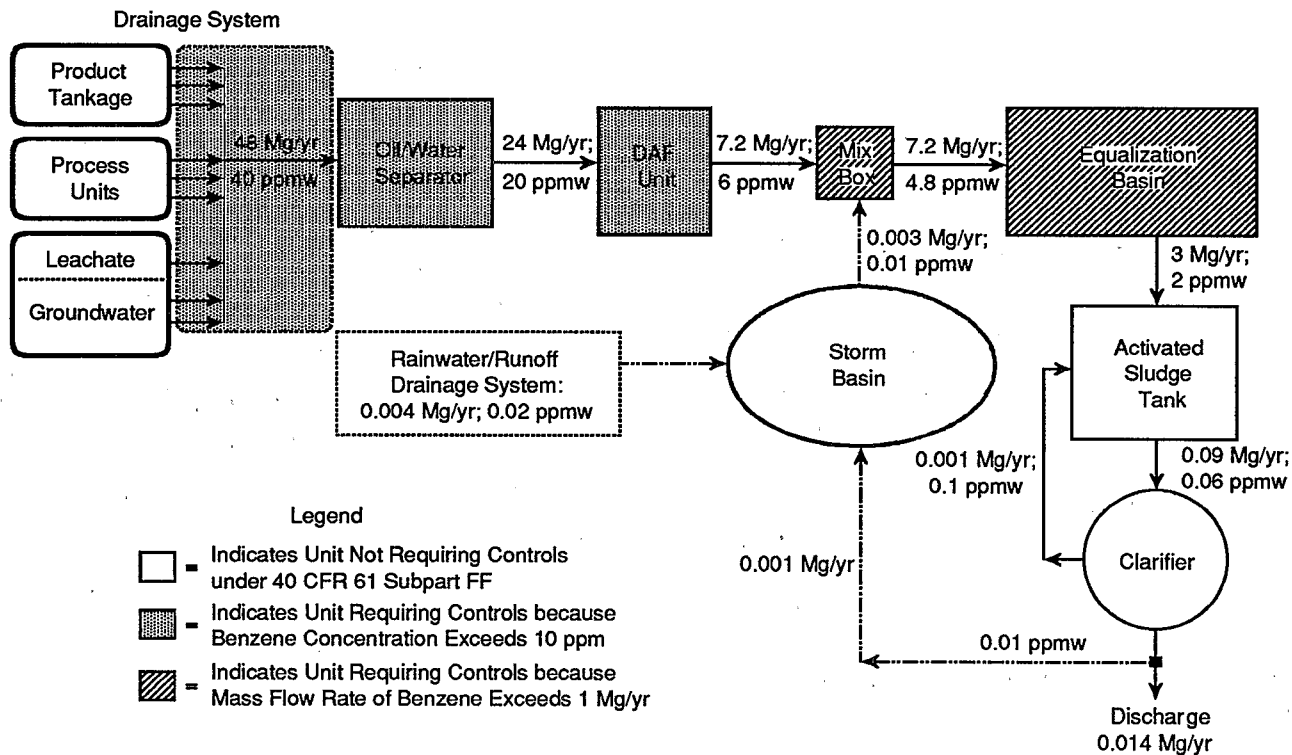 Drainage System
Product
Tankage
Process
Units
Leachate
Groundwater
48 Mg/yr
40 ppmw
Oil/Water
Separator
24 Mg/yr;
20 ppmw
DAF
Unit
7.2 Mg/yr;
6 ppmw
Mix
Box
7.2 Mg/yr;
4.8 ppmw
Equalization
Basin
0.003 Mg/yr;
0.01 ppmw
3 Mg/yr;
2 ppmw
Rainwater/Runoff
Drainage System:
0.004 Mg/yr; 0.02 ppmw
Storm
Basin
Activated
Sludge
Tank
0.001 Mg/yr;
0.1 ppmw
0.09 Mg/yr;
0.06 ppmw
Clarifier
0.001 Mg/yr
0.01 ppmw
Discharge
0.014 Mg/yr
Legend
= Indicates Unit Not Requiring Controls
under 40 CFR 61 Subpart FF
= Indicates Unit Requiring Controls because
Benzene Concentration Exceeds 10 ppm
= Indicates Unit Requiring Controls because
Mass Flow Rate of Benzene Exceeds 1 Mg/yr